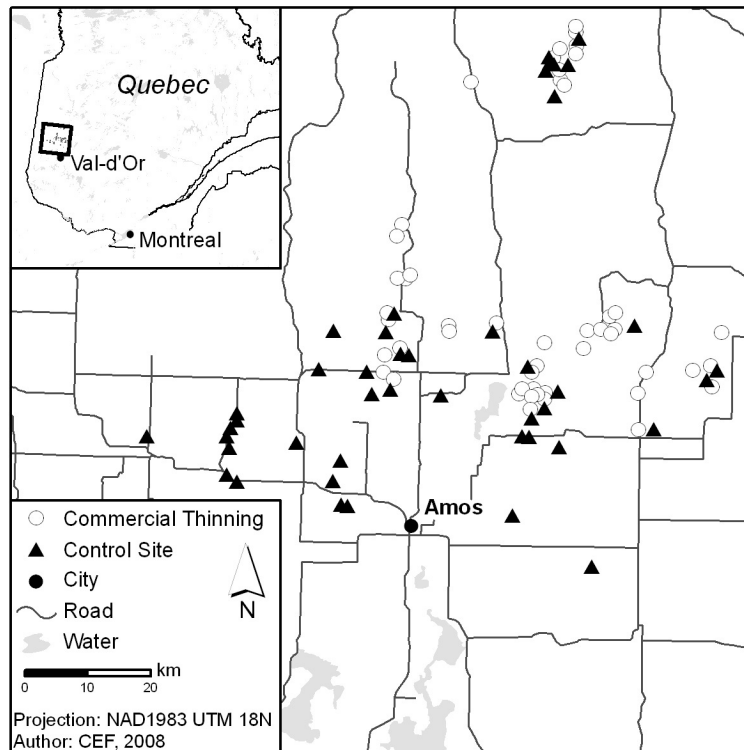 Quebec
Val-d'Or
Montreal
Amos
Commercial Thinning
Control Site
City
Road
Water
N
km
0 10 20
Projection: NAD1983 UTM 18N
Author: CEF, 2008